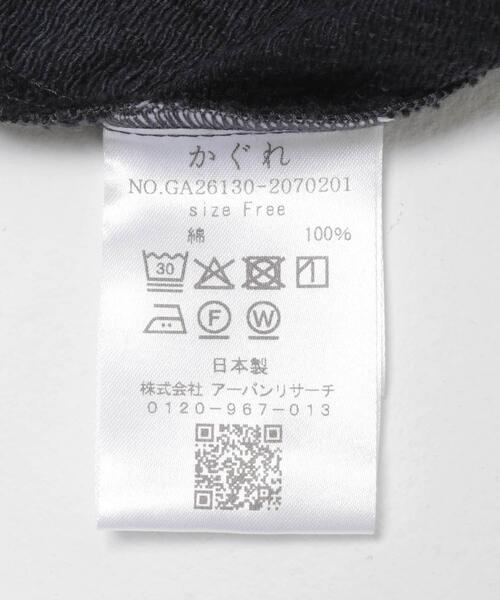 かぐれ
NO.GA26130-2070201
size Free
綿 100%
30
F W
日本製
株式会社 アーバンリサーチ
0120-967-013